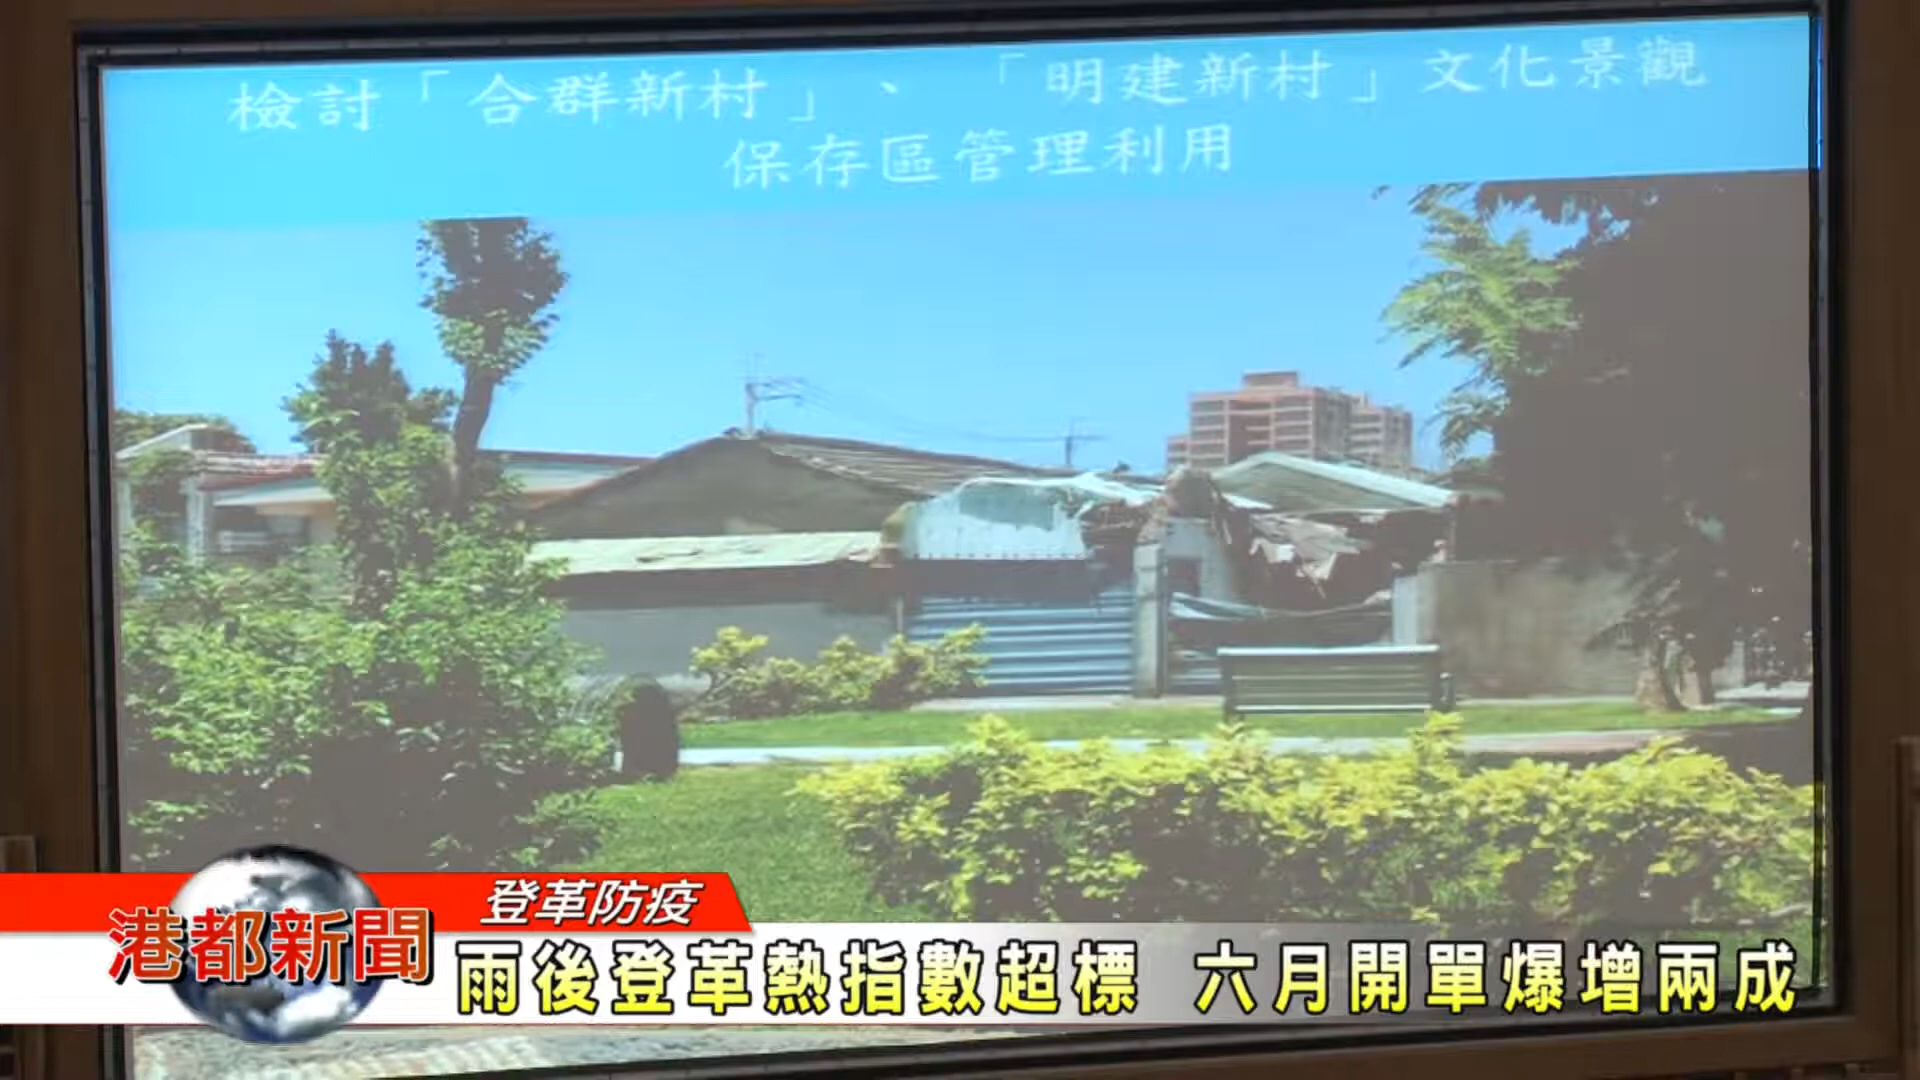 檢討「合群新村」、「明建新村」文化景觀
保存區管理利用
登革防疫
港都新聞
雨後登革熱指數超標 六月開單爆增兩成